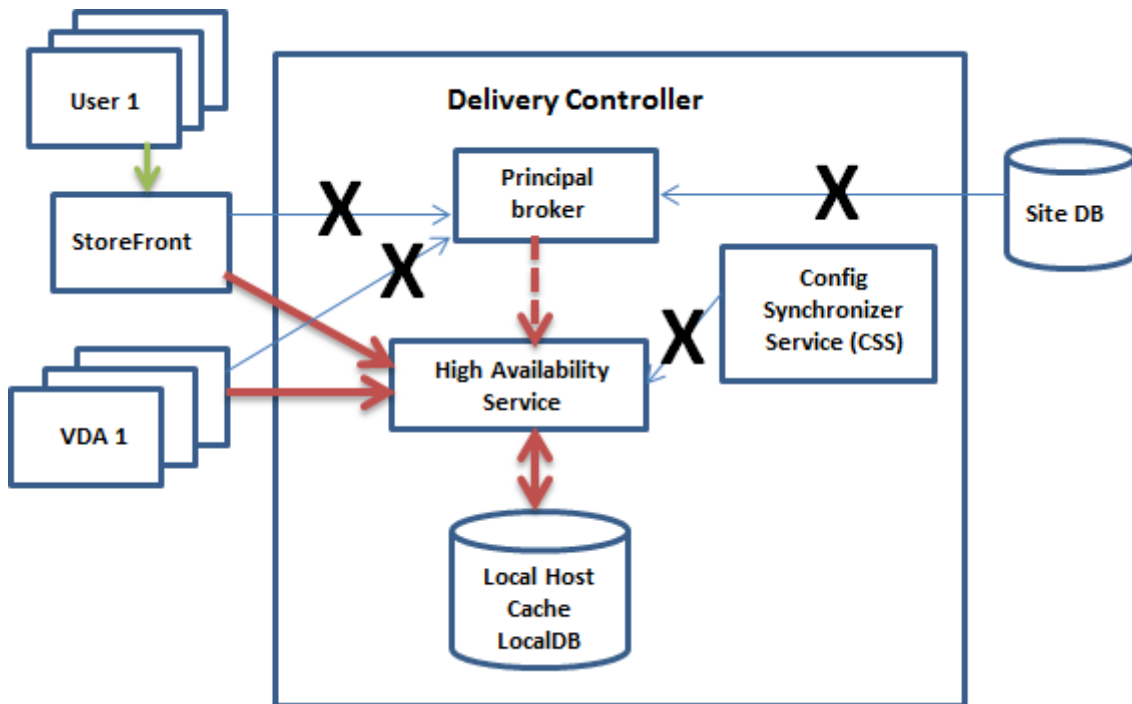 User 1
Delivery Controller
Principal
broker
X
X
StoreFront
X
Site DB
Config
Synchronizer
Service (CSS)
X
High Availability
Service
VDA 1
Local Host
Cache
LocalDB